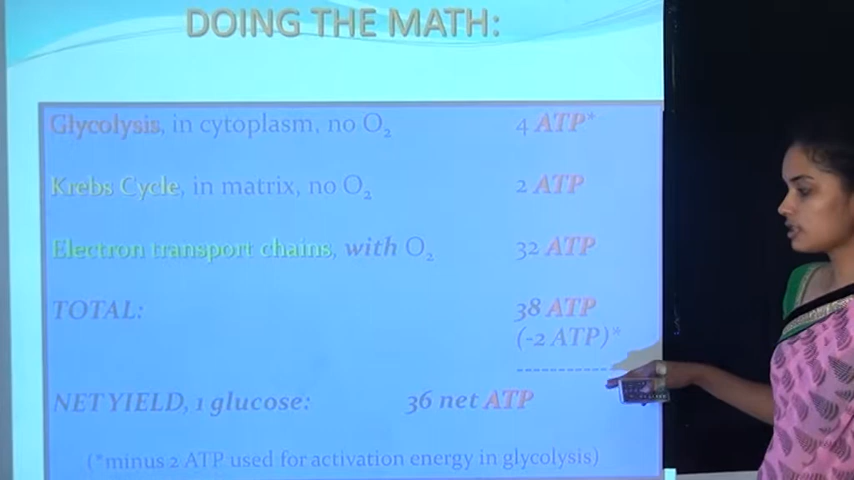 DOING THE MATH:
Glycolysis, in cytoplasm, no O₂ 4 ATP*
Krebs Cycle, in matrix, no O₂ 2 ATP
Electron transport chains, with O₂ 32 ATP
TOTAL: 38 ATP
(-2 ATP)*
------------
NET YIELD, 1 glucose: 36 net ATP
(*minus 2 ATP used for activation energy in glycolysis)